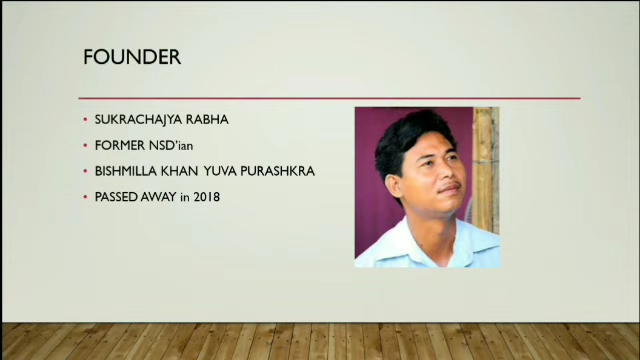 FOUNDER
• SUKRACHAJYA RABHA
• FORMER NSD'ian
• BISHMILLA KHAN YUVA PURASHKRA
• PASSED AWAY in 2018